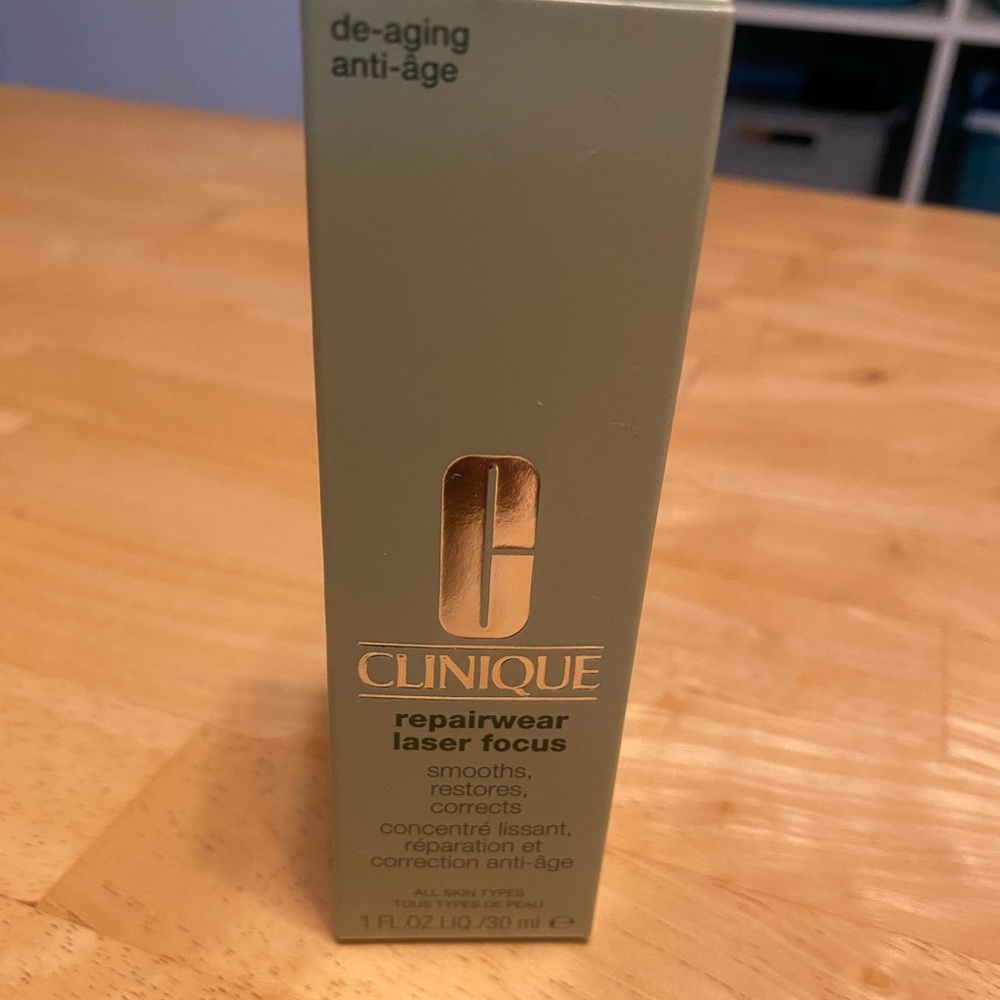 de-aging
anti-âge
CLINIQUE
repairwear
laser focus
smooths,
restores,
corrects
concentré lissant,
réparation et
correction anti-âge
ALL SKIN TYPES
TOUS TYPES DE PEAU
1 FL.OZ.LIQ./30 ml ℮